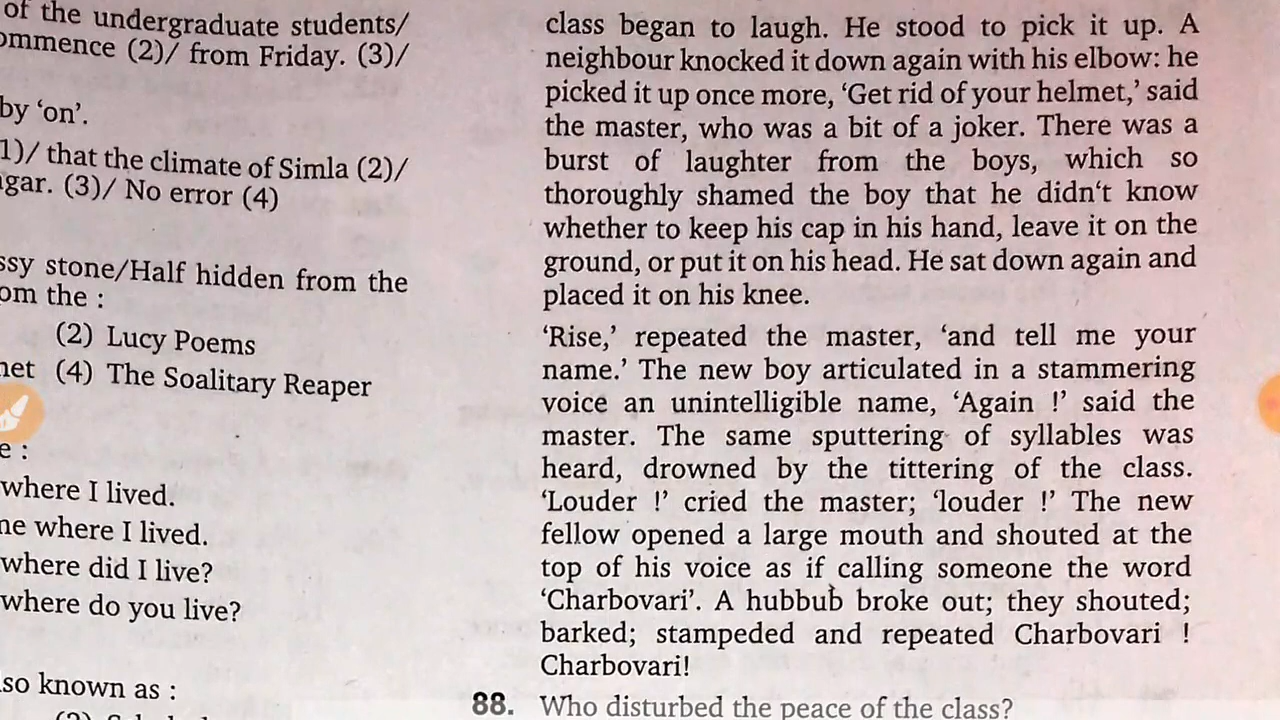 of the undergraduate students/
ommence (2)/ from Friday. (3)/
by ‘on’.
1)/ that the climate of Simla (2)/
gar. (3)/ No error (4)
ssy stone/Half hidden from the
om the :
(2) Lucy Poems
net (4) The Soalitary Reaper
e :
where I lived.
ne where I lived.
where did I live?
where do you live?
so known as :
class began to laugh. He stood to pick it up. A
neighbour knocked it down again with his elbow: he
picked it up once more, ‘Get rid of your helmet,’ said
the master, who was a bit of a joker. There was a
burst of laughter from the boys, which so
thoroughly shamed the boy that he didn‘t know
whether to keep his cap in his hand, leave it on the
ground, or put it on his head. He sat down again and
placed it on his knee.
‘Rise,’ repeated the master, ‘and tell me your
name.’ The new boy articulated in a stammering
voice an unintelligible name, ‘Again !’ said the
master. The same sputtering of syllables was
heard, drowned by the tittering of the class.
‘Louder !’ cried the master; ‘louder !’ The new
fellow opened a large mouth and shouted at the
top of his voice as if calling someone the word
‘Charbovari’. A hubbub broke out; they shouted;
barked; stampeded and repeated Charbovari !
Charbovari!
88. Who disturbed the peace of the class?